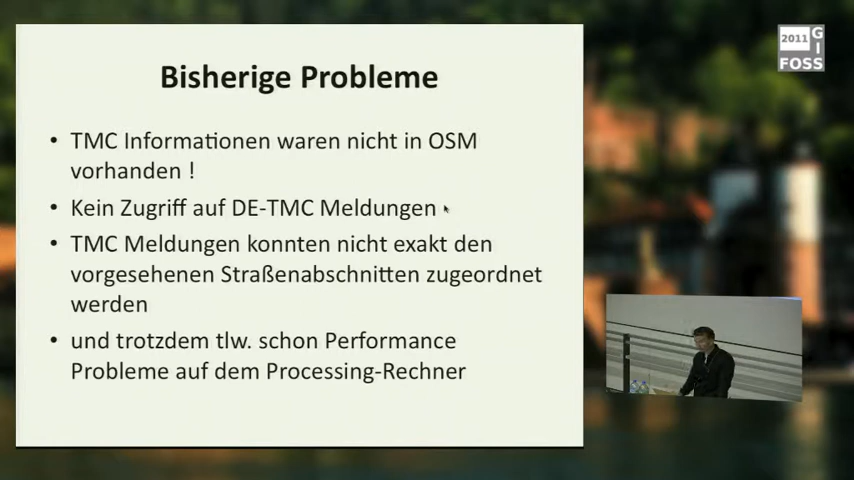 Bisherige Probleme
• TMC Informationen waren nicht in OSM
vorhanden !
• Kein Zugriff auf DE-TMC Meldungen
• TMC Meldungen konnten nicht exakt den
vorgesehenen Straßenabschnitten zugeordnet
werden
• und trotzdem tlw. schon Performance
Probleme auf dem Processing-Rechner
2011 G
I
FOSS